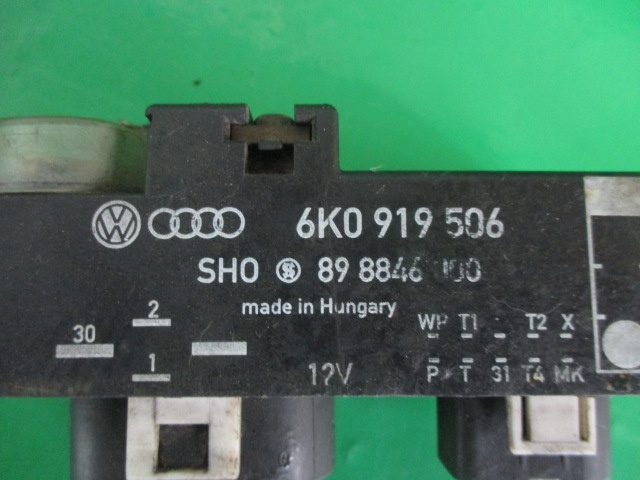 6K0 919 506
SHO 89 8846 000
made in Hungary
2
30
1
12V
WP T1 T2 X
P T 31 T4 MK